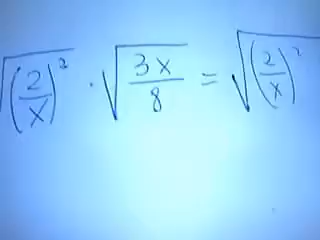 √((2/x)²) · √(3x/8) = √((2/x)²